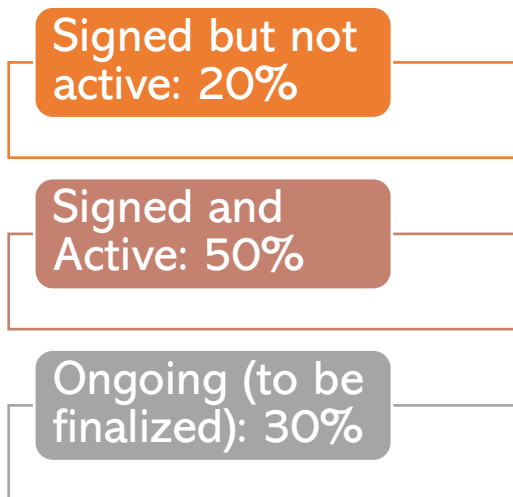 Signed but not
active: 20%
Signed and
Active: 50%
Ongoing (to be
finalized): 30%